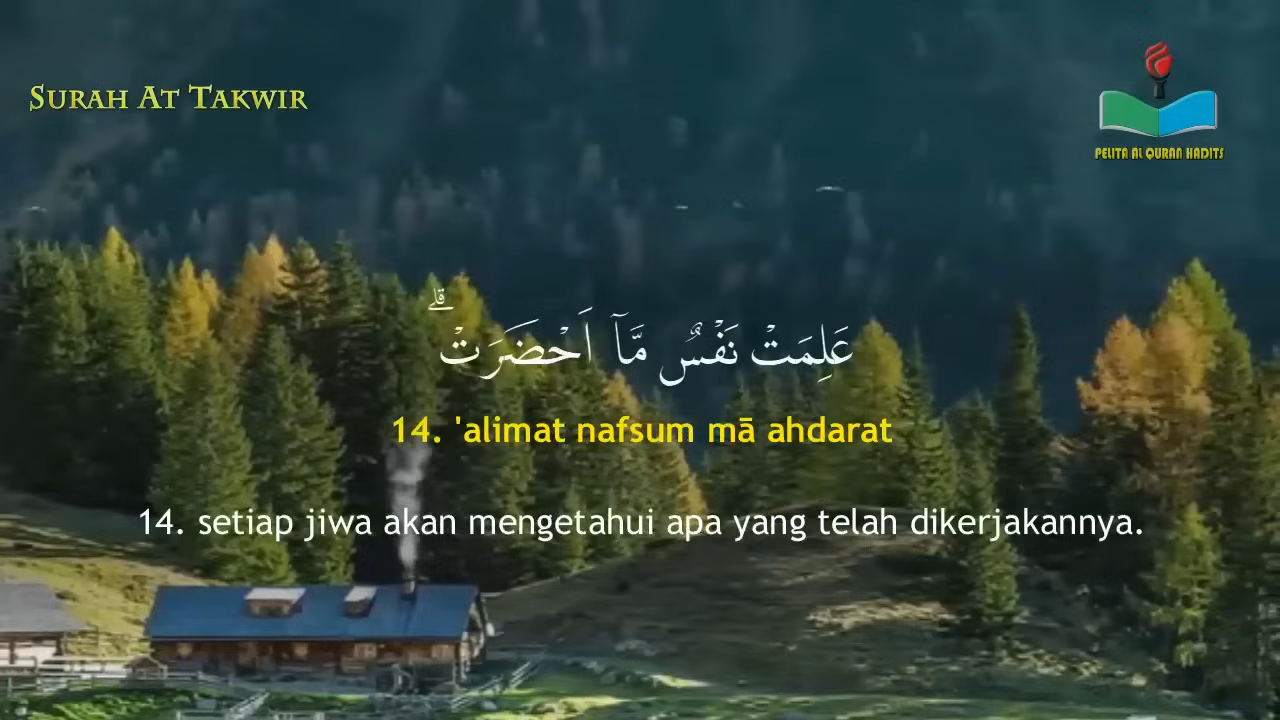 SURAH AT TAKWIR
PELITA AL QURAN HADITS
عَلِمَتْ نَفْسٌ مَّآ اَحْضَرَتْۗ
14. 'alimat nafsum mā ahdarat
14. setiap jiwa akan mengetahui apa yang telah dikerjakannya.